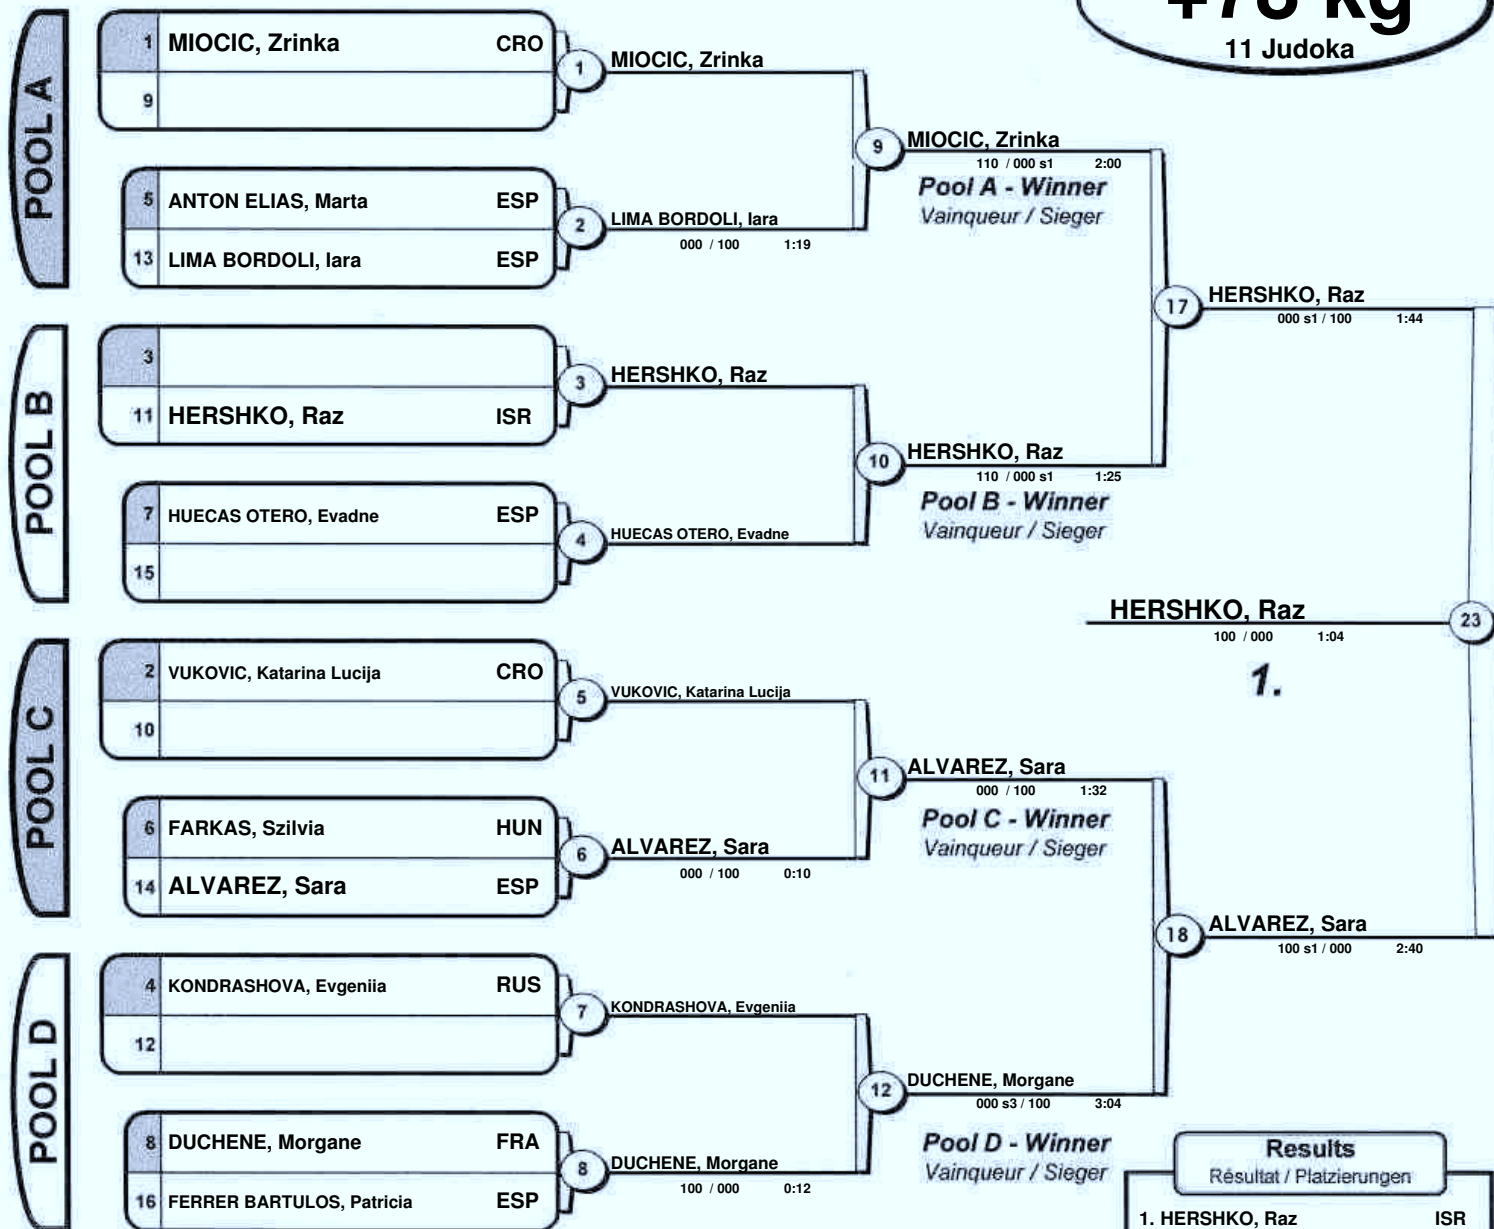 +78 kg
11 Judoka
POOL A
1 MIOCIC, Zrinka CRO
9
1 MIOCIC, Zrinka
5 ANTON ELIAS, Marta ESP
13 LIMA BORDOLI, Iara ESP
2 LIMA BORDOLI, Iara
000 / 100 1:19
9 MIOCIC, Zrinka
110 / 000 s1 2:00
Pool A - Winner
Vainqueur / Sieger
POOL B
3
11 HERSHKO, Raz ISR
3 HERSHKO, Raz
7 HUECAS OTERO, Evadne ESP
15
4 HUECAS OTERO, Evadne
10 HERSHKO, Raz
110 / 000 s1 1:25
Pool B - Winner
Vainqueur / Sieger
17 HERSHKO, Raz
000 s1 / 100 1:44
HERSHKO, Raz 23
100 / 000 1:04
1.
POOL C
2 VUKOVIC, Katarina Lucija CRO
10
5 VUKOVIC, Katarina Lucija
6 FARKAS, Szilvia HUN
14 ALVAREZ, Sara ESP
6 ALVAREZ, Sara
000 / 100 0:10
11 ALVAREZ, Sara
000 / 100 1:32
Pool C - Winner
Vainqueur / Sieger
POOL D
4 KONDRASHOVA, Evgeniia RUS
12
7 KONDRASHOVA, Evgeniia
8 DUCHENE, Morgane FRA
16 FERRER BARTULOS, Patricia ESP
8 DUCHENE, Morgane
100 / 000 0:12
12 DUCHENE, Morgane
000 s3 / 100 3:04
Pool D - Winner
Vainqueur / Sieger
18 ALVAREZ, Sara
100 s1 / 000 2:40
Results
Résultat / Platzierungen
1. HERSHKO, Raz ISR